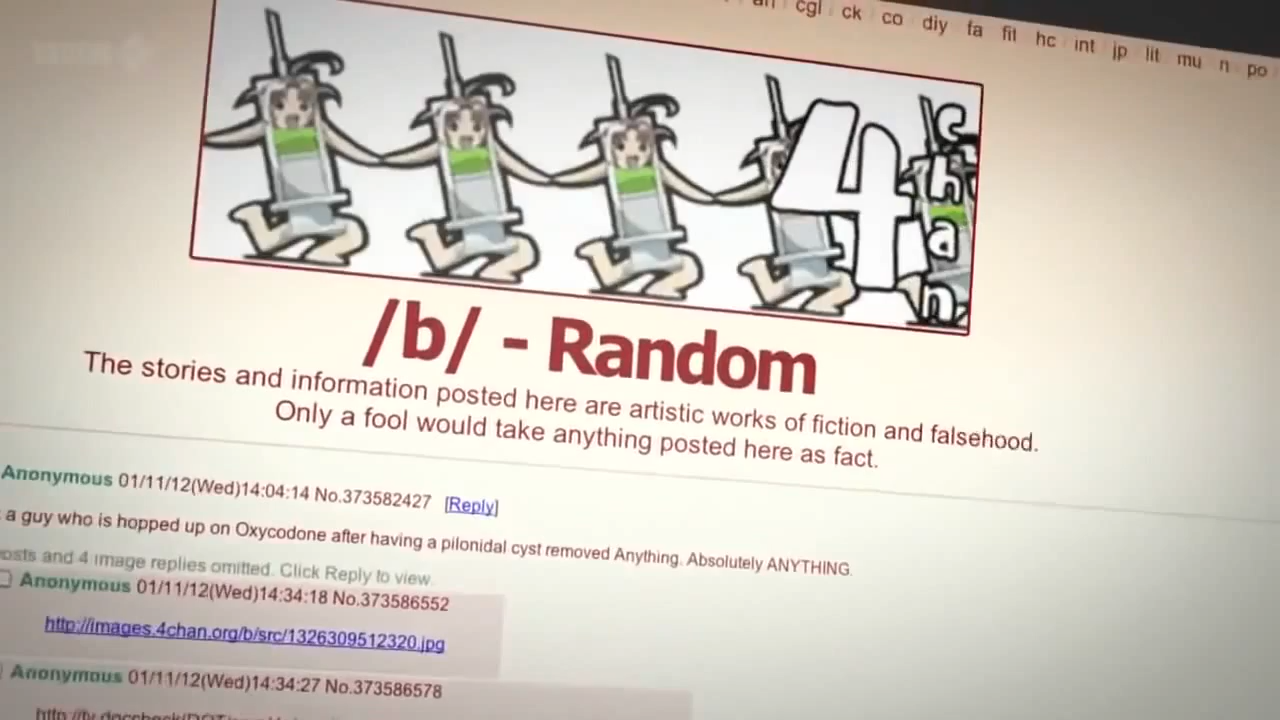 an cgl ck co diy fa fit hc int jp lit mu n po
4chan
/b/ - Random
The stories and information posted here are artistic works of fiction and falsehood.
Only a fool would take anything posted here as fact.
Anonymous 01/11/12(Wed)14:04:14 No.373582427 [Reply]
a guy who is hopped up on Oxycodone after having a pilonidal cyst removed Anything. Absolutely ANYTHING.
osts and 4 image replies omitted. Click Reply to view.
Anonymous 01/11/12(Wed)14:34:18 No.373586552
http://images.4chan.org/b/src/1326309512320.jpg
Anonymous 01/11/12(Wed)14:34:27 No.373586578